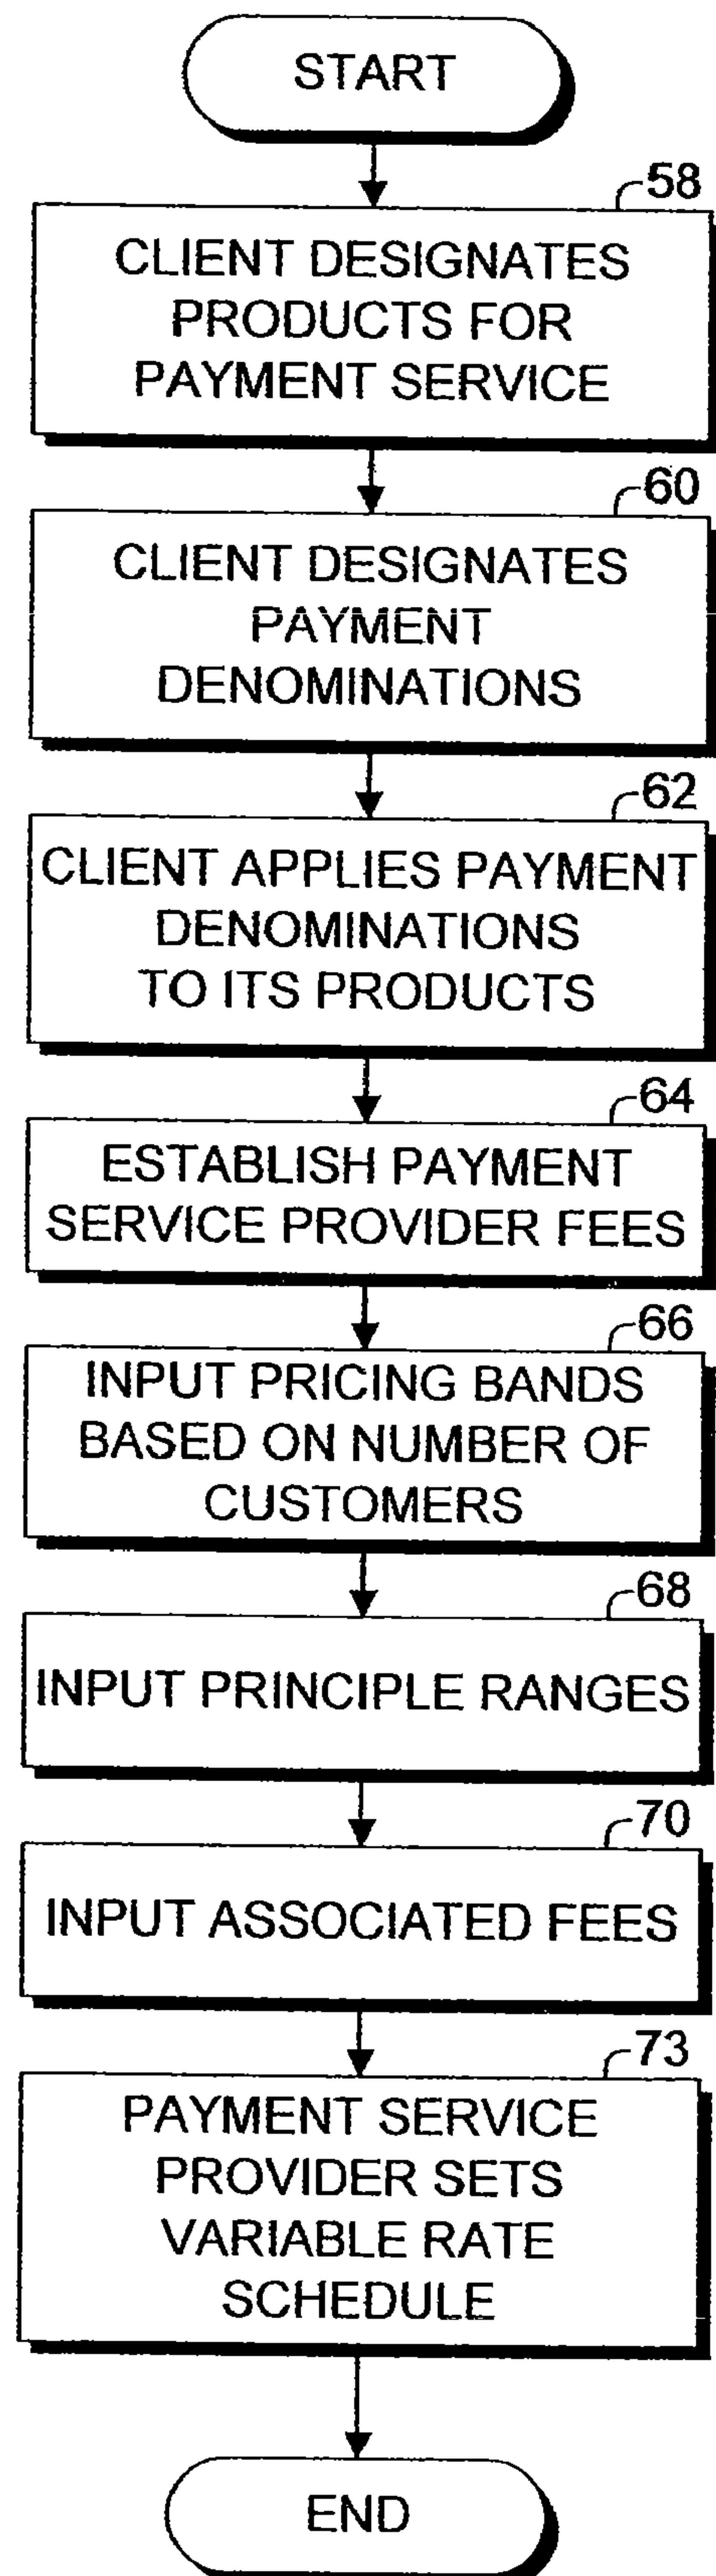 START
58
CLIENT DESIGNATES
PRODUCTS FOR
PAYMENT SERVICE
60
CLIENT DESIGNATES
PAYMENT
DENOMINATIONS
62
CLIENT APPLIES PAYMENT
DENOMINATIONS
TO ITS PRODUCTS
64
ESTABLISH PAYMENT
SERVICE PROVIDER FEES
66
INPUT PRICING BANDS
BASED ON NUMBER OF
CUSTOMERS
68
INPUT PRINCIPLE RANGES
70
INPUT ASSOCIATED FEES
73
PAYMENT SERVICE
PROVIDER SETS
VARIABLE RATE
SCHEDULE
END